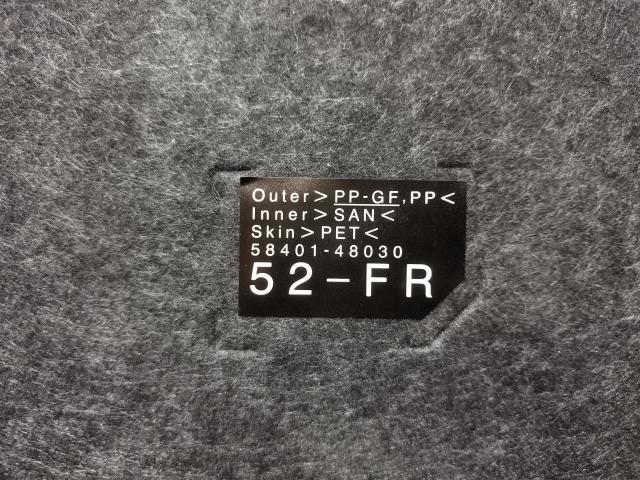 Outer>PP-GF,PP<
Inner>SAN<
Skin>PET<
58401-48030
52-FR